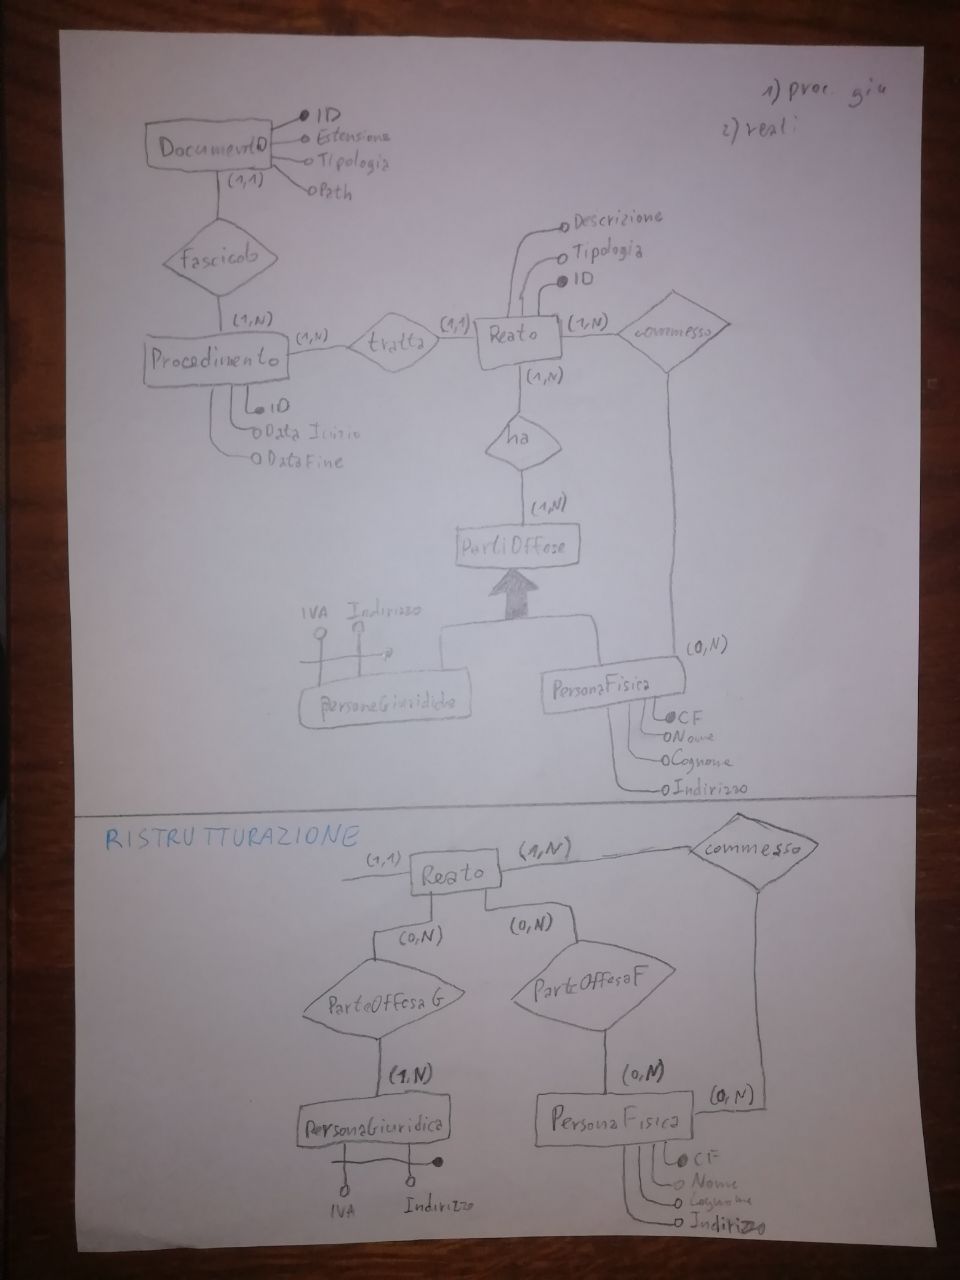 1) proc. giu
2) reati
Documento
ID
Estensione
Tipologia
Path
(1,1)
Fascicolo
(1,N)
Procedimento
ID
Data Inizio
Data Fine
(1,N)
tratta
(1,1)
Reato
Descrizione
Tipologia
ID
(1,N)
commesso
(1,N)
ha
(1,N)
PartiOffese
IVA
Indirizzo
PersoneGiuridiche
(0,N)
PersonaFisica
CF
Nome
Cognome
Indirizzo
RISTRUTTURAZIONE
(1,1)
Reato
(1,N)
commesso
(0,N)
(0,N)
ParteOffesaG
ParteOffesaF
(1,N)
(0,N)
(0,N)
PersonaGiuridica
PersonaFisica
IVA
Indirizzo
CF
Nome
Cognome
Indirizzo